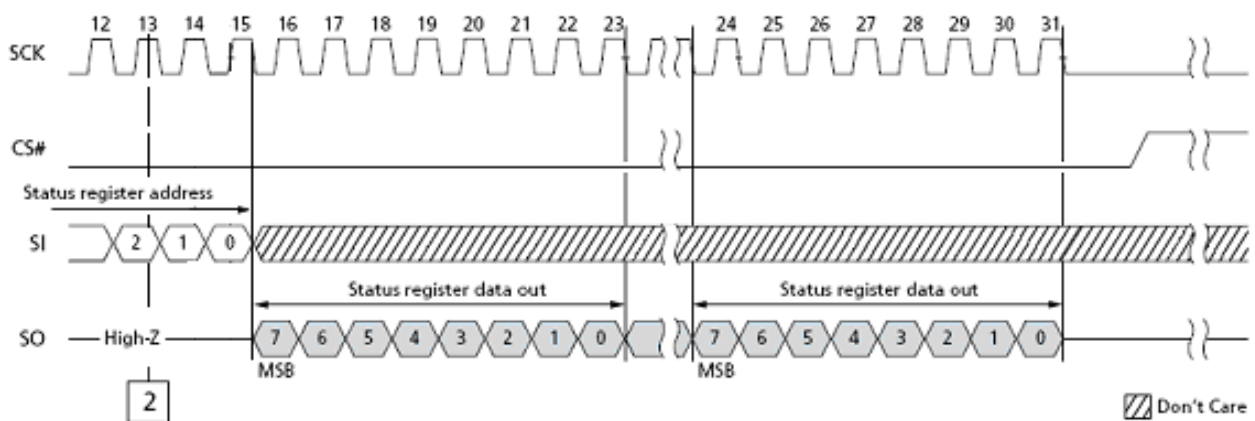 12 13 14 15 16 17 18 19 20 21 22 23 24 25 26 27 28 29 30 31
SCK
CS#
Status register address
SI 2 1 0
Status register data out Status register data out
SO High-Z 7 6 5 4 3 2 1 0 7 6 5 4 3 2 1 0
MSB MSB
2
Don't Care